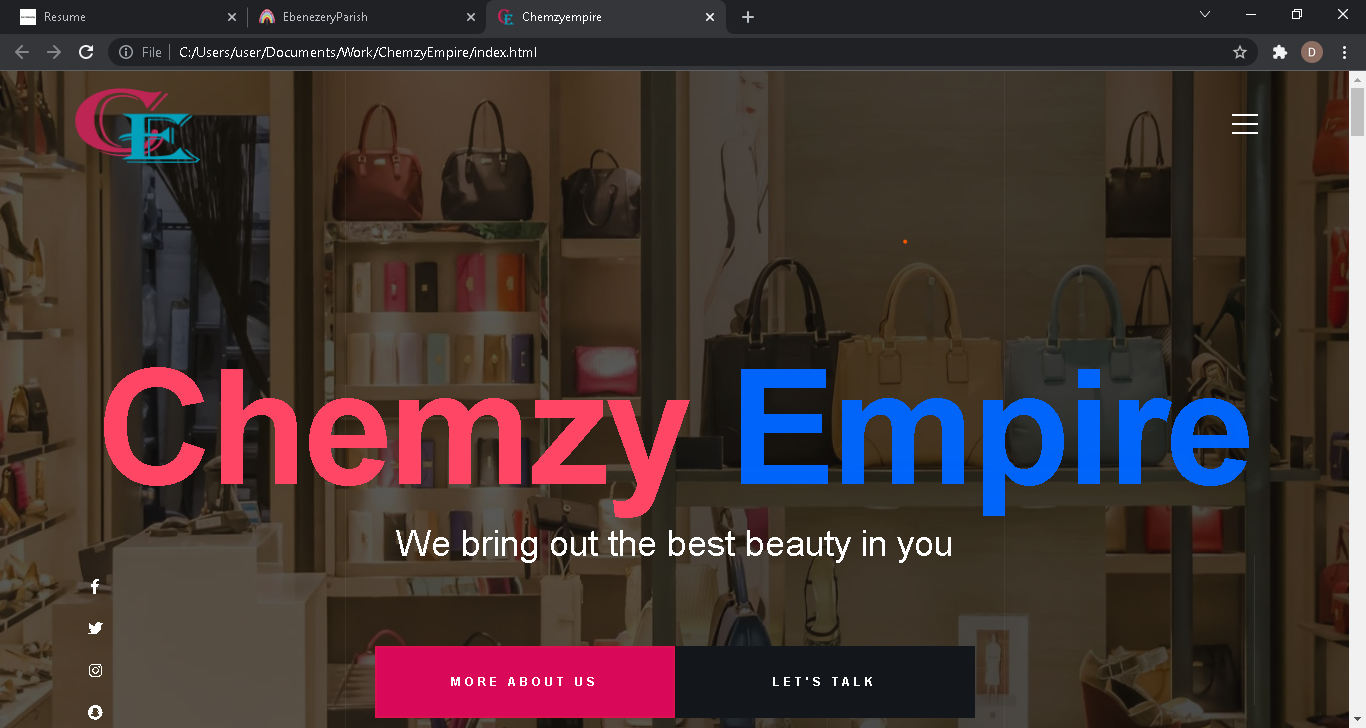 Resume
EbenezeryParish
Chemzyempire
File
C:/Users/user/Documents/Work/ChemzyEmpire/index.html
D
CE
Chemzy Empire
We bring out the best beauty in you
MORE ABOUT US
LET'S TALK